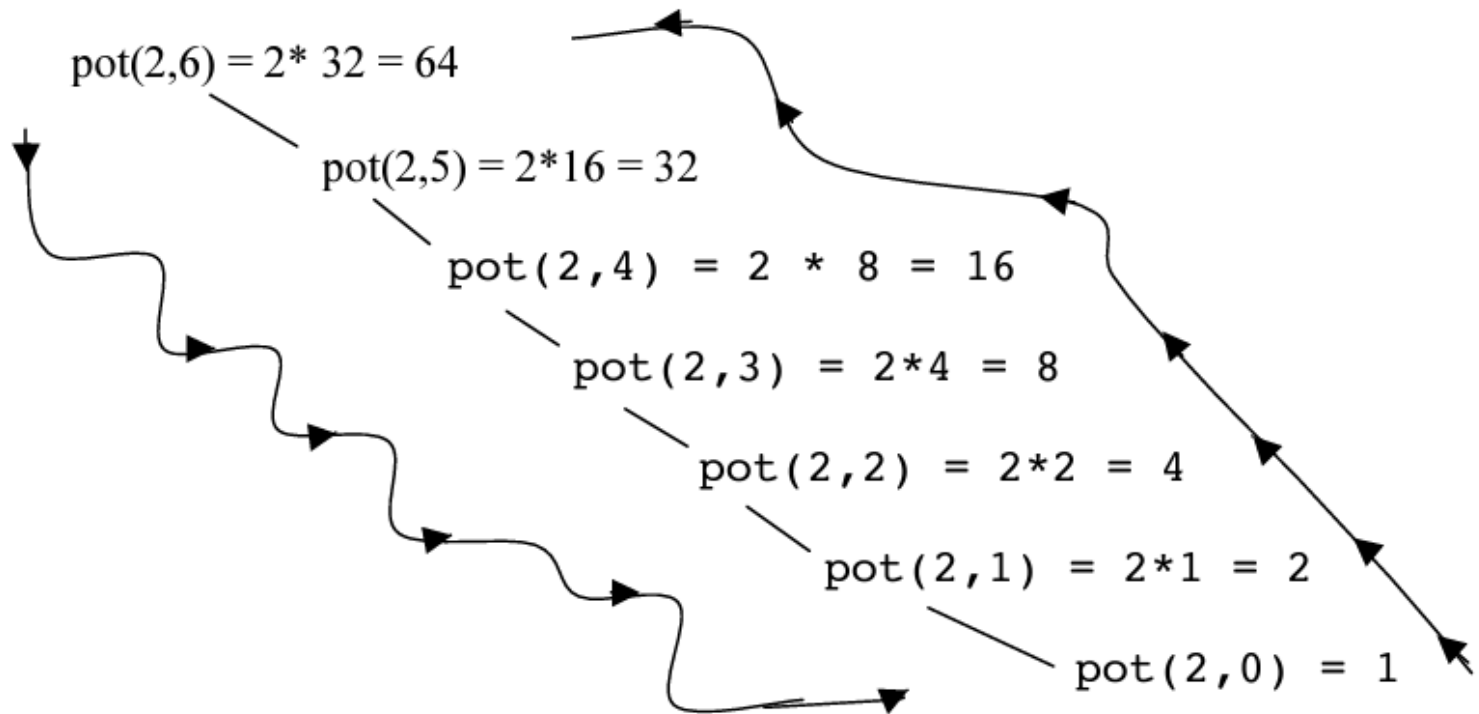 pot(2,6) = 2* 32 = 64
pot(2,5) = 2*16 = 32
pot(2,4) = 2 * 8 = 16
pot(2,3) = 2*4 = 8
pot(2,2) = 2*2 = 4
pot(2,1) = 2*1 = 2
pot(2,0) = 1